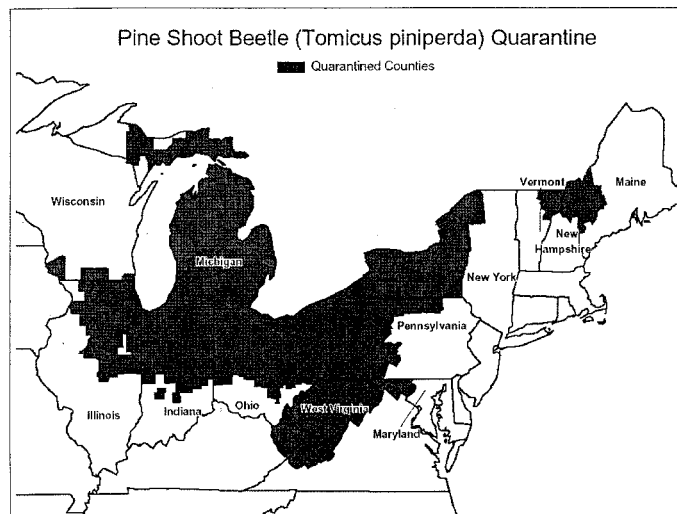 Pine Shoot Beetle (Tomicus piniperda) Quarantine
Quarantined Counties
Vermont
Maine
Wisconsin
New
Hampshire
Michigan
New York
Pennsylvania
Illinois
Indiana
Ohio
West Virginia
Maryland